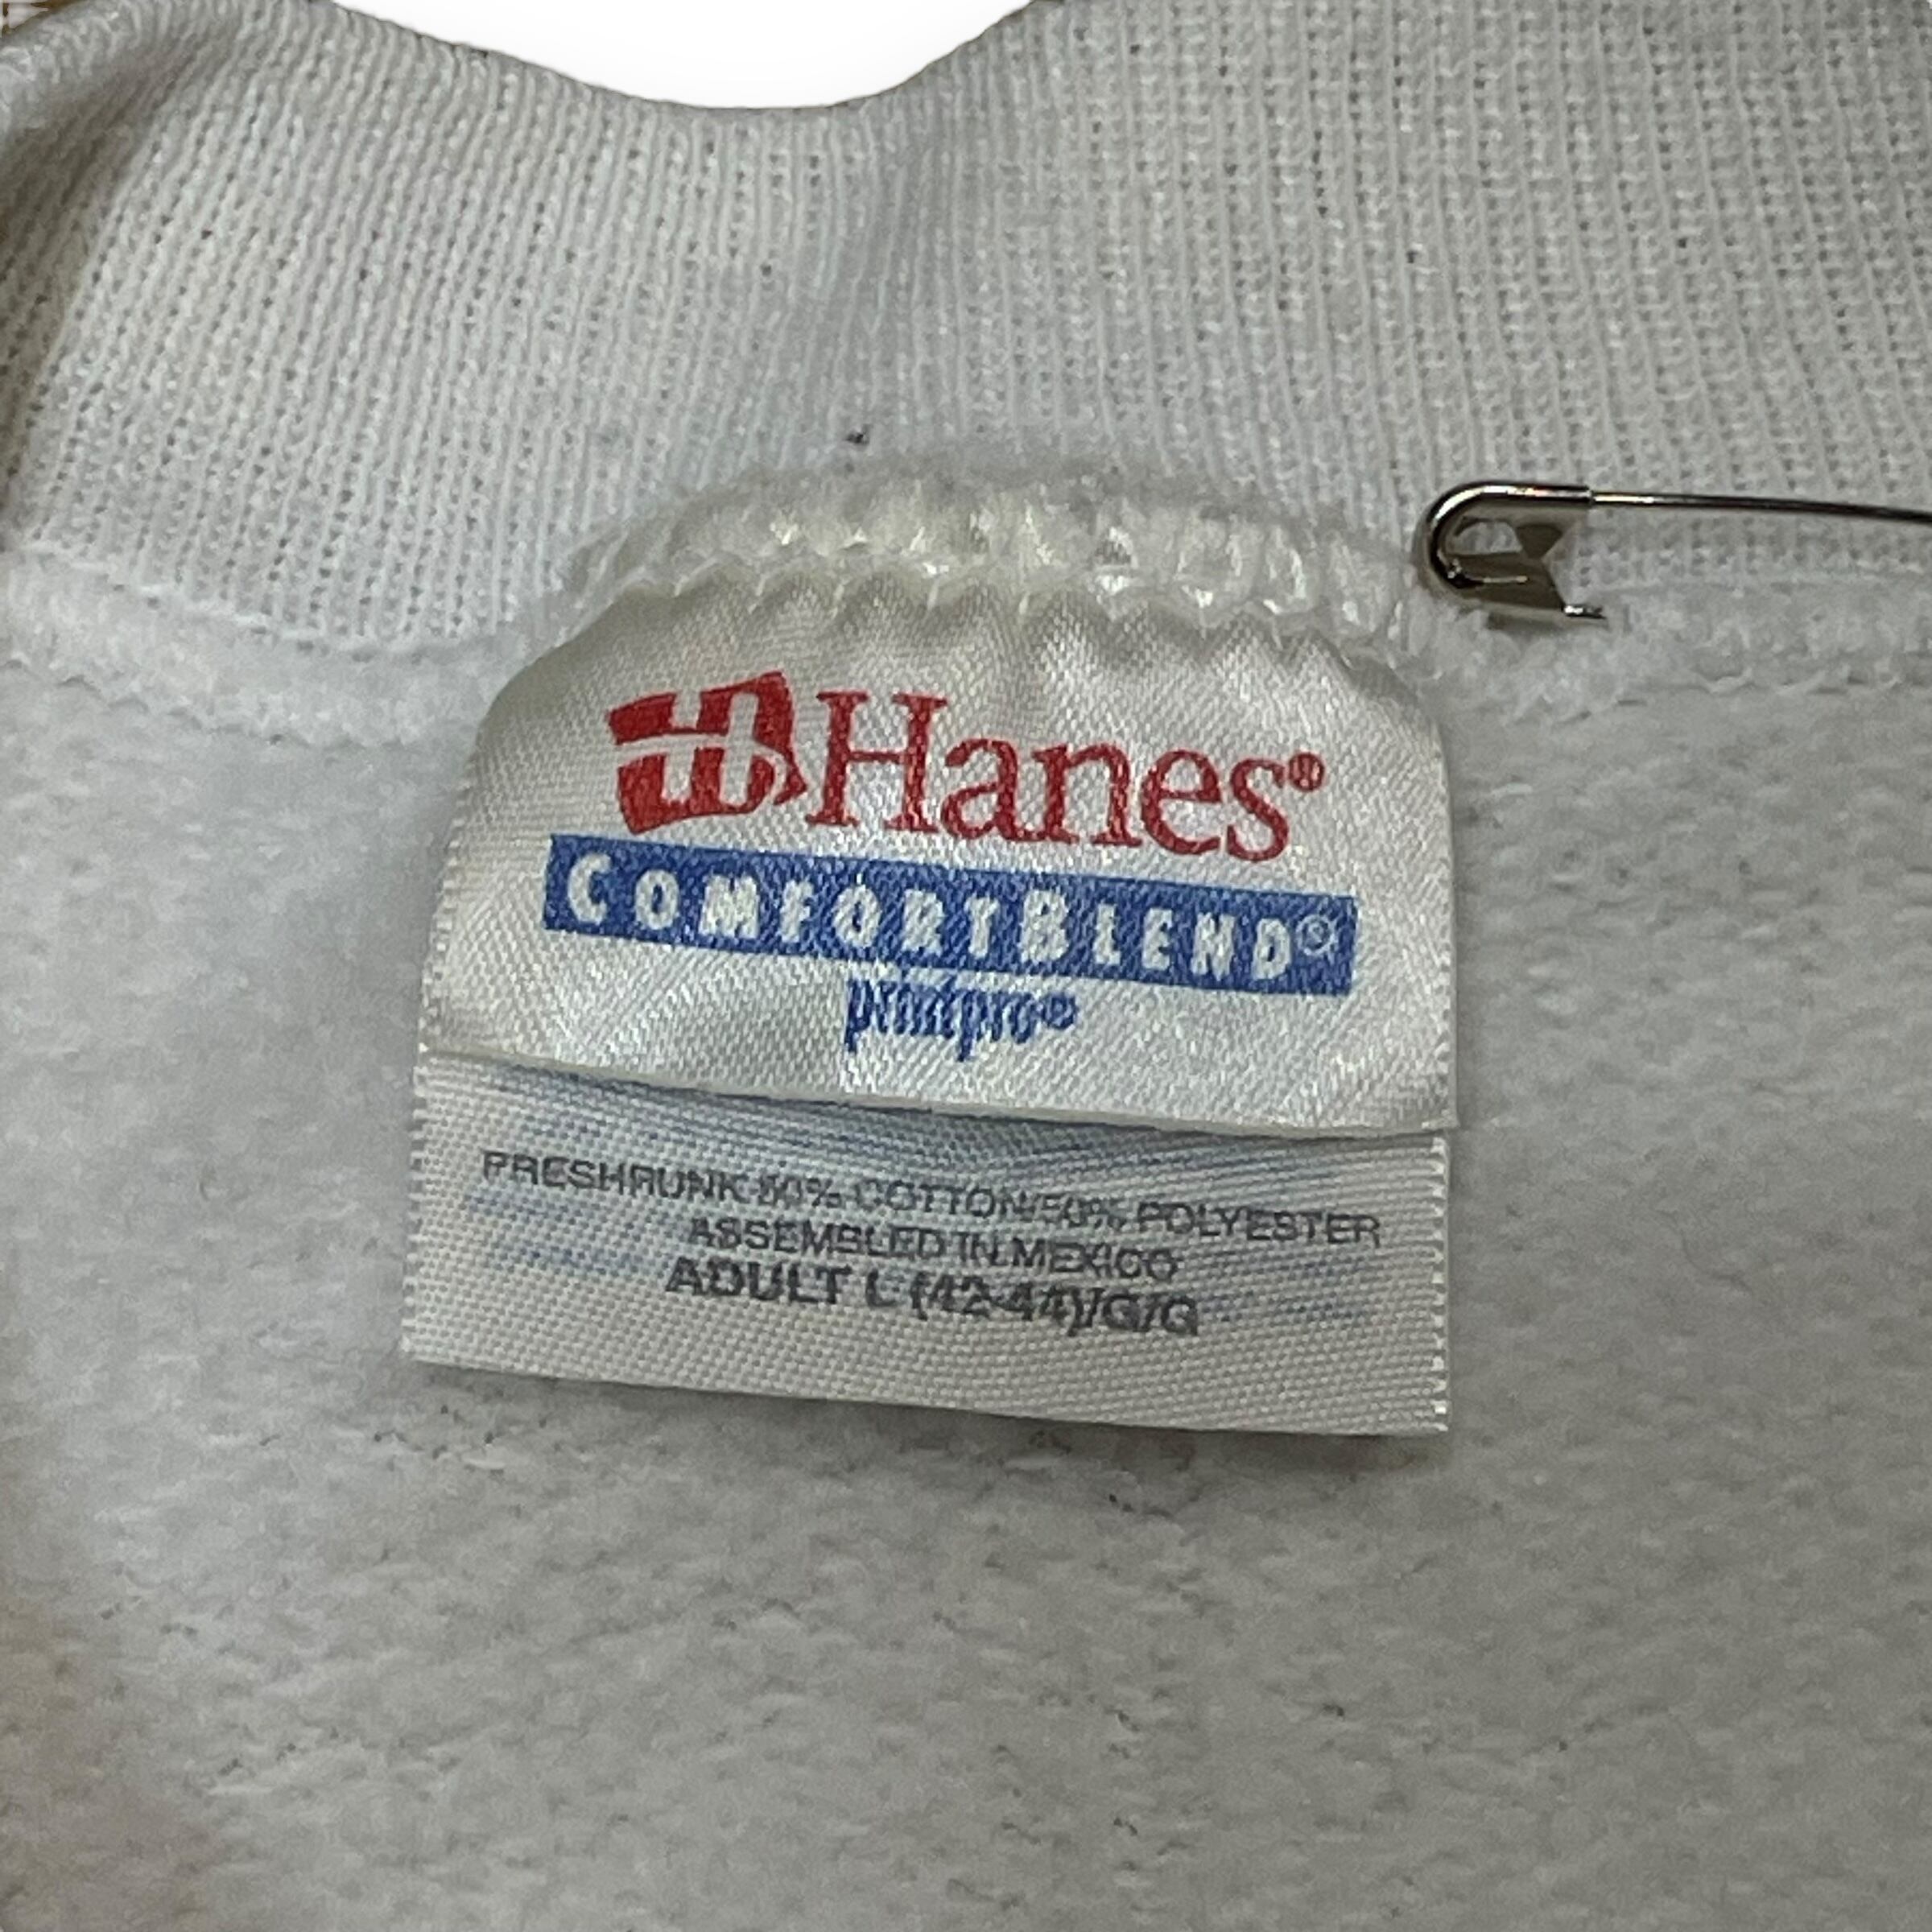 Hanes®
COMFORTBLEND®
printpro®
PRESHRUNK 50% COTTON/50% POLYESTER
ASSEMBLED IN MEXICO
ADULT L (42-44)/G/G